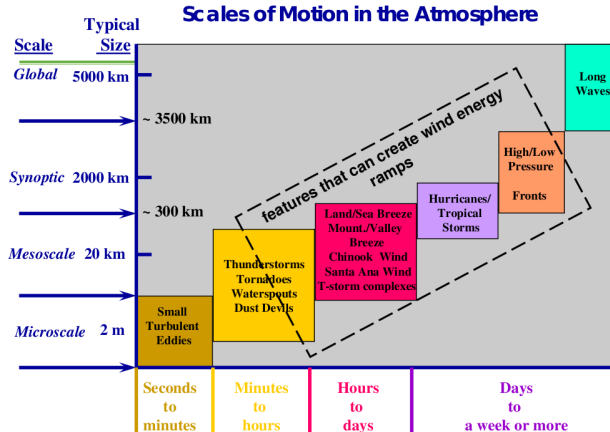 Scales of Motion in the Atmosphere
Typical
Scale Size
Global 5000 km
~ 3500 km
Synoptic 2000 km
~ 300 km
Mesoscale 20 km
Microscale 2 m
features that can create wind energy
ramps
Small
Turbulent
Eddies
Thunderstorms
Tornadoes
Waterspouts
Dust Devils
Land/Sea Breeze
Mount./Valley
Breeze
Chinook Wind
Santa Ana Wind
T-storm complexes
Hurricanes/
Tropical
Storms
High/Low
Pressure
Fronts
Long
Waves
Seconds
to
minutes
Minutes
to
hours
Hours
to
days
Days
to
a week or more